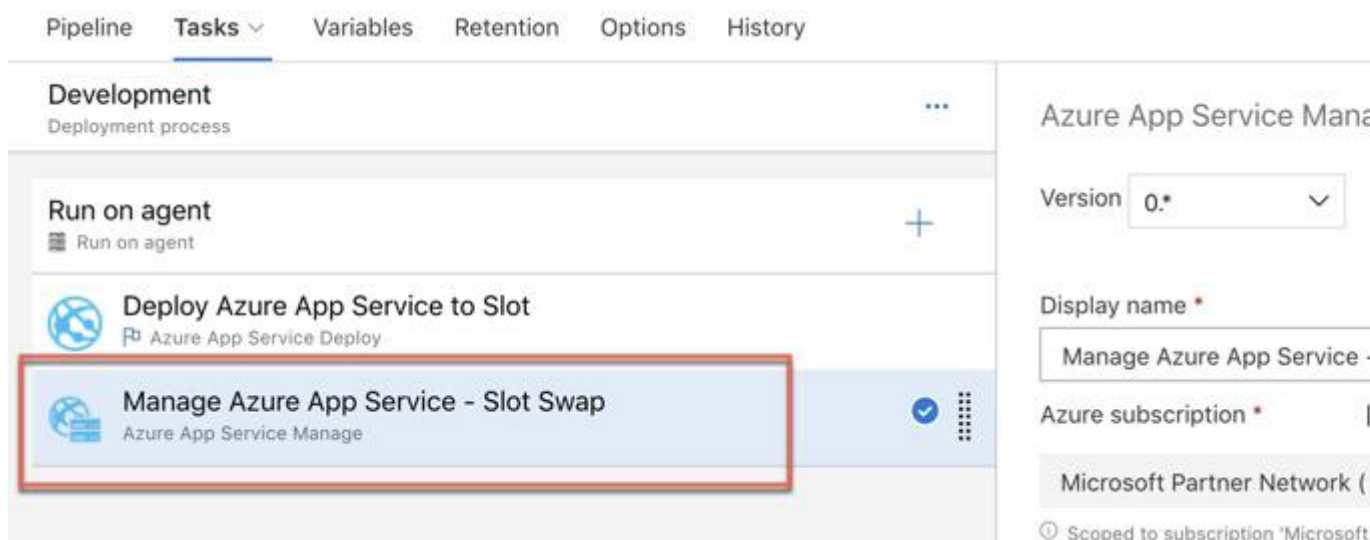 Pipeline Tasks Variables Retention Options History
Development
Deployment process
Run on agent
Run on agent
Deploy Azure App Service to Slot
Azure App Service Deploy
Manage Azure App Service - Slot Swap
Azure App Service Manage
Azure App Service Mana
Version 0.*
Display name *
Manage Azure App Service -
Azure subscription *
Microsoft Partner Network (
Scoped to subscription 'Microsoft